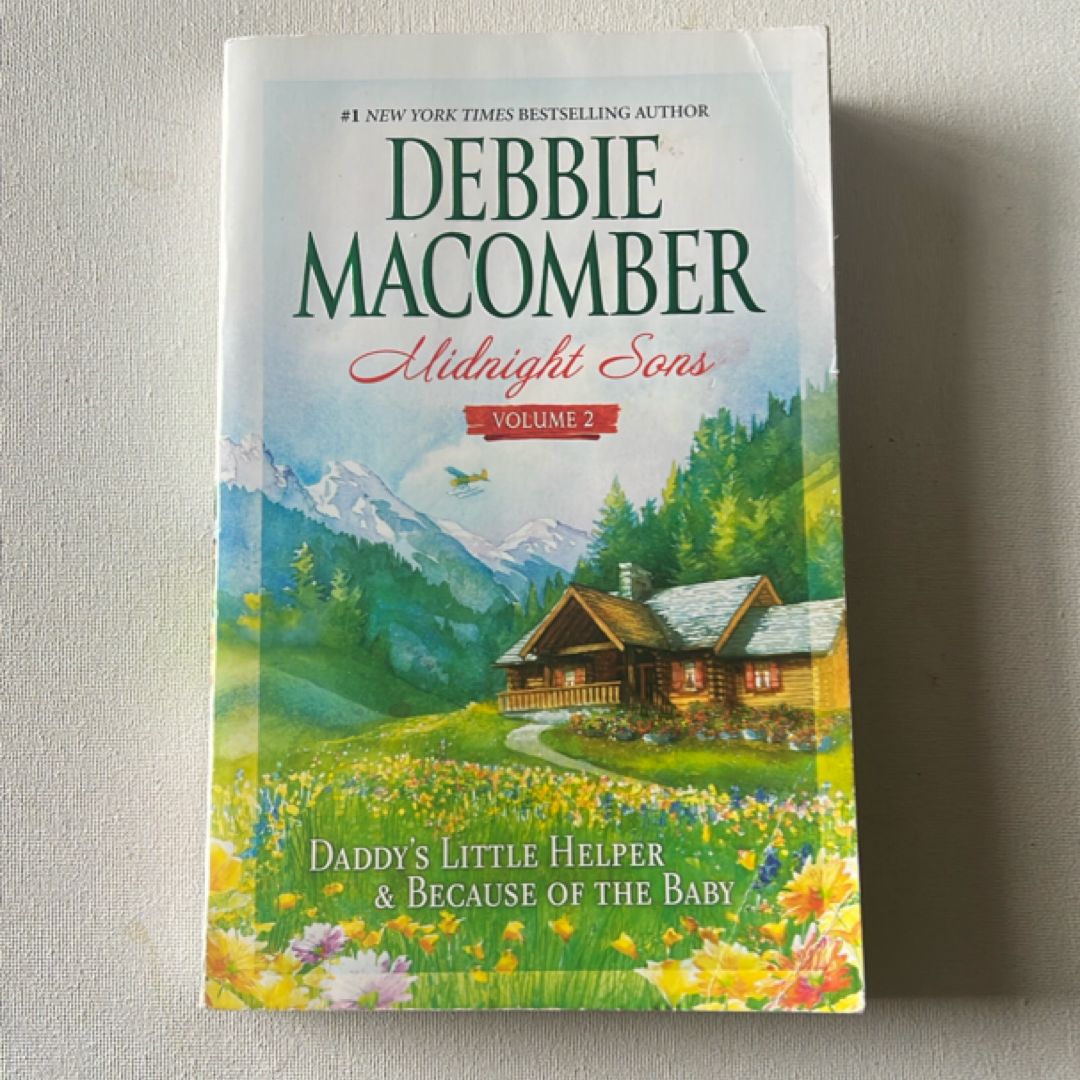 #1 NEW YORK TIMES BESTSELLING AUTHOR
DEBBIE
MACOMBER
Midnight Sons
VOLUME 2
DADDY'S LITTLE HELPER
& BECAUSE OF THE BABY